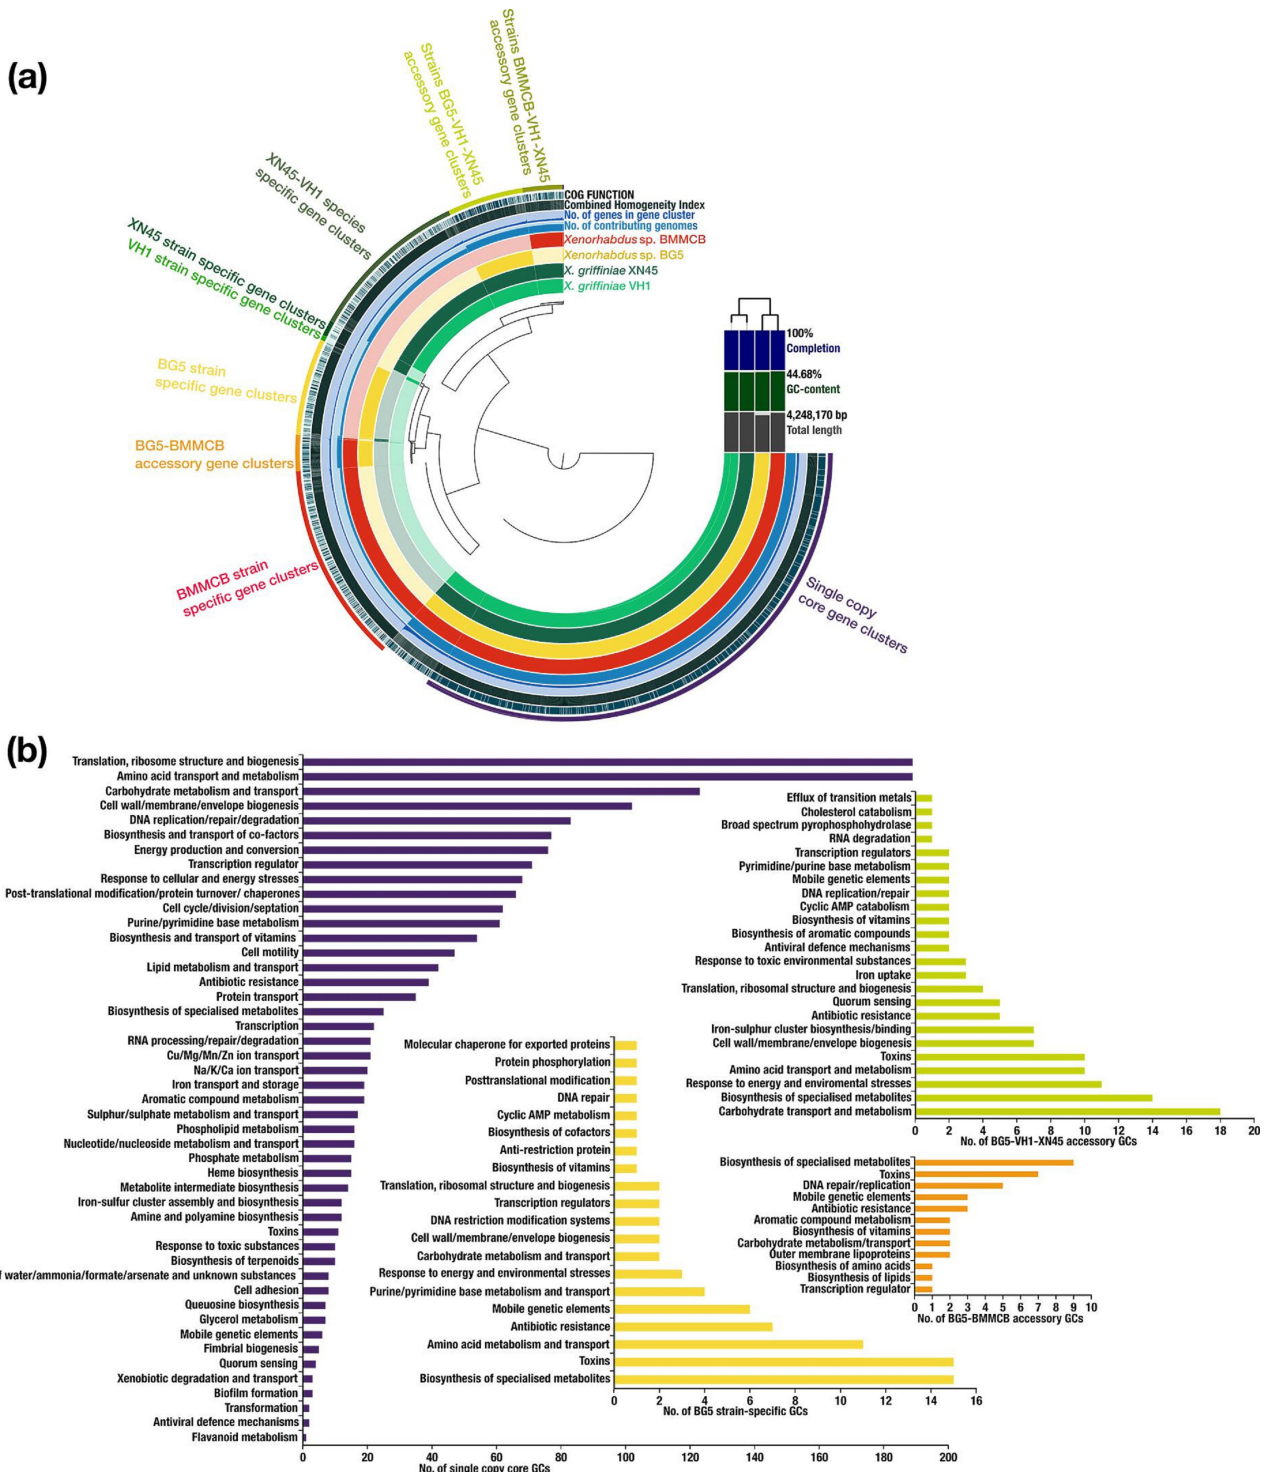 (a)
Strains BMMCB-VH1-XN45
accessory gene clusters
Strains BG5-VH1-XN45
accessory gene clusters
XN45-VH1 species
specific gene clusters
XN45 strain specific gene clusters
VH1 strain specific gene clusters
BG5 strain
specific gene clusters
BG5-BMMCB
accessory gene clusters
BMMCB strain
specific gene clusters
COG FUNCTION
Combined Homogeneity Index
No. of genes in gene cluster
No. of contributing genomes
Xenorhabdus sp. BMMCB
Xenorhabdus sp. BG5
X. griffiniae XN45
X. griffiniae VH1
100%
Completion
44.68%
GC-content
4,248,170 bp
Total length
Single copy
core gene clusters
(b)
Translation, ribosome structure and biogenesis
Amino acid transport and metabolism
Carbohydrate metabolism and transport
Cell wall/membrane/envelope biogenesis
DNA replication/repair/degradation
Biosynthesis and transport of co-factors
Energy production and conversion
Transcription regulator
Response to cellular and energy stresses
Post-translational modification/protein turnover/ chaperones
Cell cycle/division/septation
Purine/pyrimidine base metabolism
Biosynthesis and transport of vitamins
Cell motility
Lipid metabolism and transport
Antibiotic resistance
Protein transport
Biosynthesis of specialised metabolites
Transcription
RNA processing/repair/degradation
Cu/Mg/Mn/Zn ion transport
Na/K/Ca ion transport
Iron transport and storage
Aromatic compound metabolism
Sulphur/sulphate metabolism and transport
Phospholipid metabolism
Nucleotide/nucleoside metabolism and transport
Phosphate metabolism
Heme biosynthesis
Metabolite intermediate biosynthesis
Iron-sulfur cluster assembly and biosynthesis
Amine and polyamine biosynthesis
Toxins
Response to toxic substances
Biosynthesis of terpenoids
f water/ammonia/formate/arsenate and unknown substances
Cell adhesion
Queuosine biosynthesis
Glycerol metabolism
Mobile genetic elements
Fimbrial biogenesis
Quorum sensing
Xenobiotic degradation and transport
Biofilm formation
Transformation
Antiviral defence mechanisms
Flavanoid metabolism
0 20 40 60 80 100 120 140 160 180 200
No. of single copy core GCs
Molecular chaperone for exported proteins
Protein phosphorylation
Posttranslational modification
DNA repair
Cyclic AMP metabolism
Biosynthesis of cofactors
Anti-restriction protein
Biosynthesis of vitamins
Translation, ribosomal structure and biogenesis
Transcription regulators
DNA restriction modification systems
Cell wall/membrane/envelope biogenesis
Carbohydrate metabolism and transport
Response to energy and environmental stresses
Purine/pyrimidine base metabolism and transport
Mobile genetic elements
Antibiotic resistance
Amino acid metabolism and transport
Toxins
Biosynthesis of specialised metabolites
0 2 4 6 8 10 12 14 16
No. of BG5 strain-specific GCs
Efflux of transition metals
Cholesterol catabolism
Broad spectrum pyrophosphohydrolase
RNA degradation
Transcription regulators
Pyrimidine/purine base metabolism
Mobile genetic elements
DNA replication/repair
Cyclic AMP catabolism
Biosynthesis of vitamins
Biosynthesis of aromatic compounds
Antiviral defence mechanisms
Response to toxic environmental substances
Iron uptake
Translation, ribosomal structure and biogenesis
Quorum sensing
Antibiotic resistance
Iron-sulphur cluster biosynthesis/binding
Cell wall/membrane/envelope biogenesis
Toxins
Amino acid transport and metabolism
Response to energy and enviromental stresses
Biosynthesis of specialised metabolites
Carbohydrate transport and metabolism
0 2 4 6 8 10 12 14 16 18 20
No. of BG5-VH1-XN45 accessory GCs
Biosynthesis of specialised metabolites
Toxins
DNA repair/replication
Mobile genetic elements
Antibiotic resistance
Aromatic compound metabolism
Biosynthesis of vitamins
Carbohydrate metabolism/transport
Outer membrane lipoproteins
Biosynthesis of amino acids
Biosynthesis of lipids
Transcription regulator
0 1 2 3 4 5 6 7 8 9 10
No. of BG5-BMMCB accessory GCs